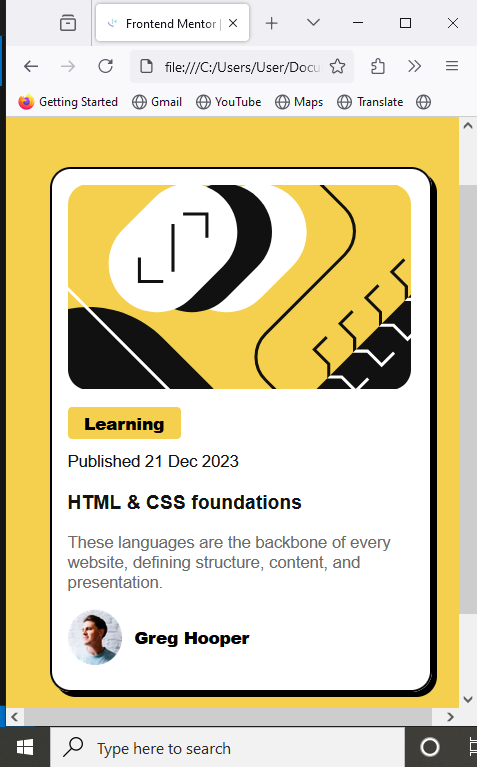 Frontend Mentor |
file:///C:/Users/User/Docu
Getting Started
Gmail
YouTube
Maps
Translate
Learning
Published 21 Dec 2023
HTML & CSS foundations
These languages are the backbone of every
website, defining structure, content, and
presentation.
Greg Hooper
Type here to search